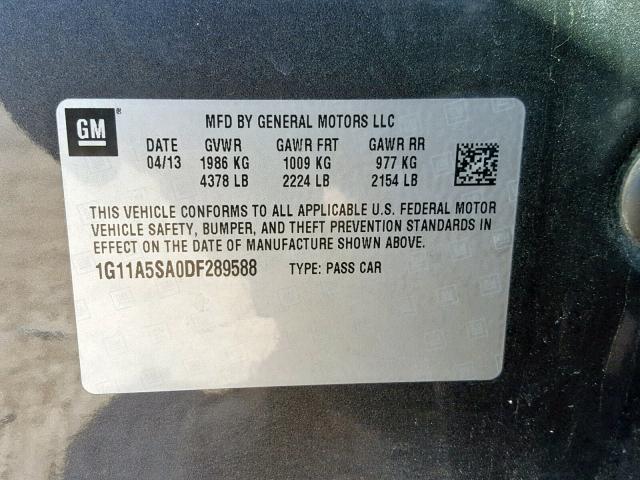 GM ® MFD BY GENERAL MOTORS LLC
DATE GVWR GAWR FRT GAWR RR
04/13 1986 KG 1009 KG 977 KG
4378 LB 2224 LB 2154 LB
THIS VEHICLE CONFORMS TO ALL APPLICABLE U.S. FEDERAL MOTOR
VEHICLE SAFETY, BUMPER, AND THEFT PREVENTION STANDARDS IN
EFFECT ON THE DATE OF MANUFACTURE SHOWN ABOVE.
1G11A5SA0DF289588 TYPE: PASS CAR